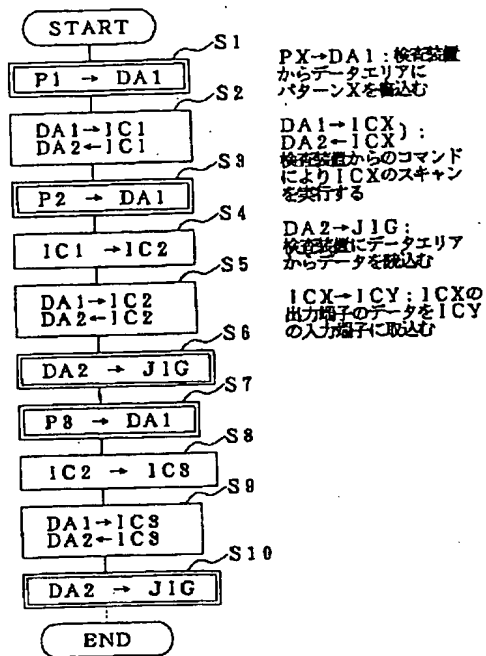 START
S1
P1 → DA1
S2
DA1→IC1
DA2←IC1
S3
P2 → DA1
S4
IC1 →IC2
S5
DA1→IC2
DA2←IC2
S6
DA2 → JIG
S7
P3 → DA1
S8
IC2 → IC3
S9
DA1→IC3
DA2←IC3
S10
DA2 → JIG
END
PX→DA1:検査装置
からデータエリアに
パターンXを書込む
DA1→ICX
DA2←ICX):
検査装置からのコマンド
によりICXのスキャン
を実行する
DA2→JIG:
検査装置にデータエリア
からデータを読込む
ICX→ICY:ICXの
出力端子のデータをICY
の入力端子に取込む